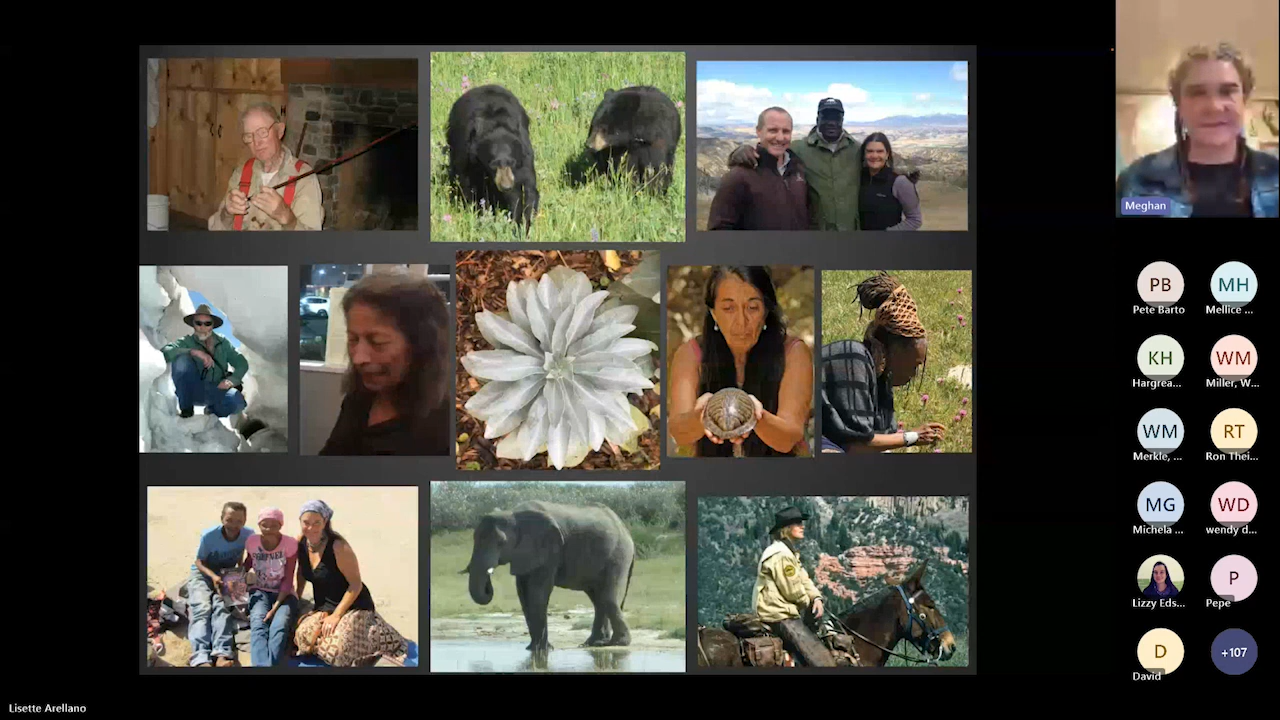 Meghan
PB
Pete Barto
MH
Mellice ...
KH
Hargrea...
WM
Miller, W...
WM
Merkle, ...
RT
Ron Thei...
MG
Michela ...
WD
wendy d...
Lizzy Eds...
P
Pepe
D
David
+107
Lisette Arellano